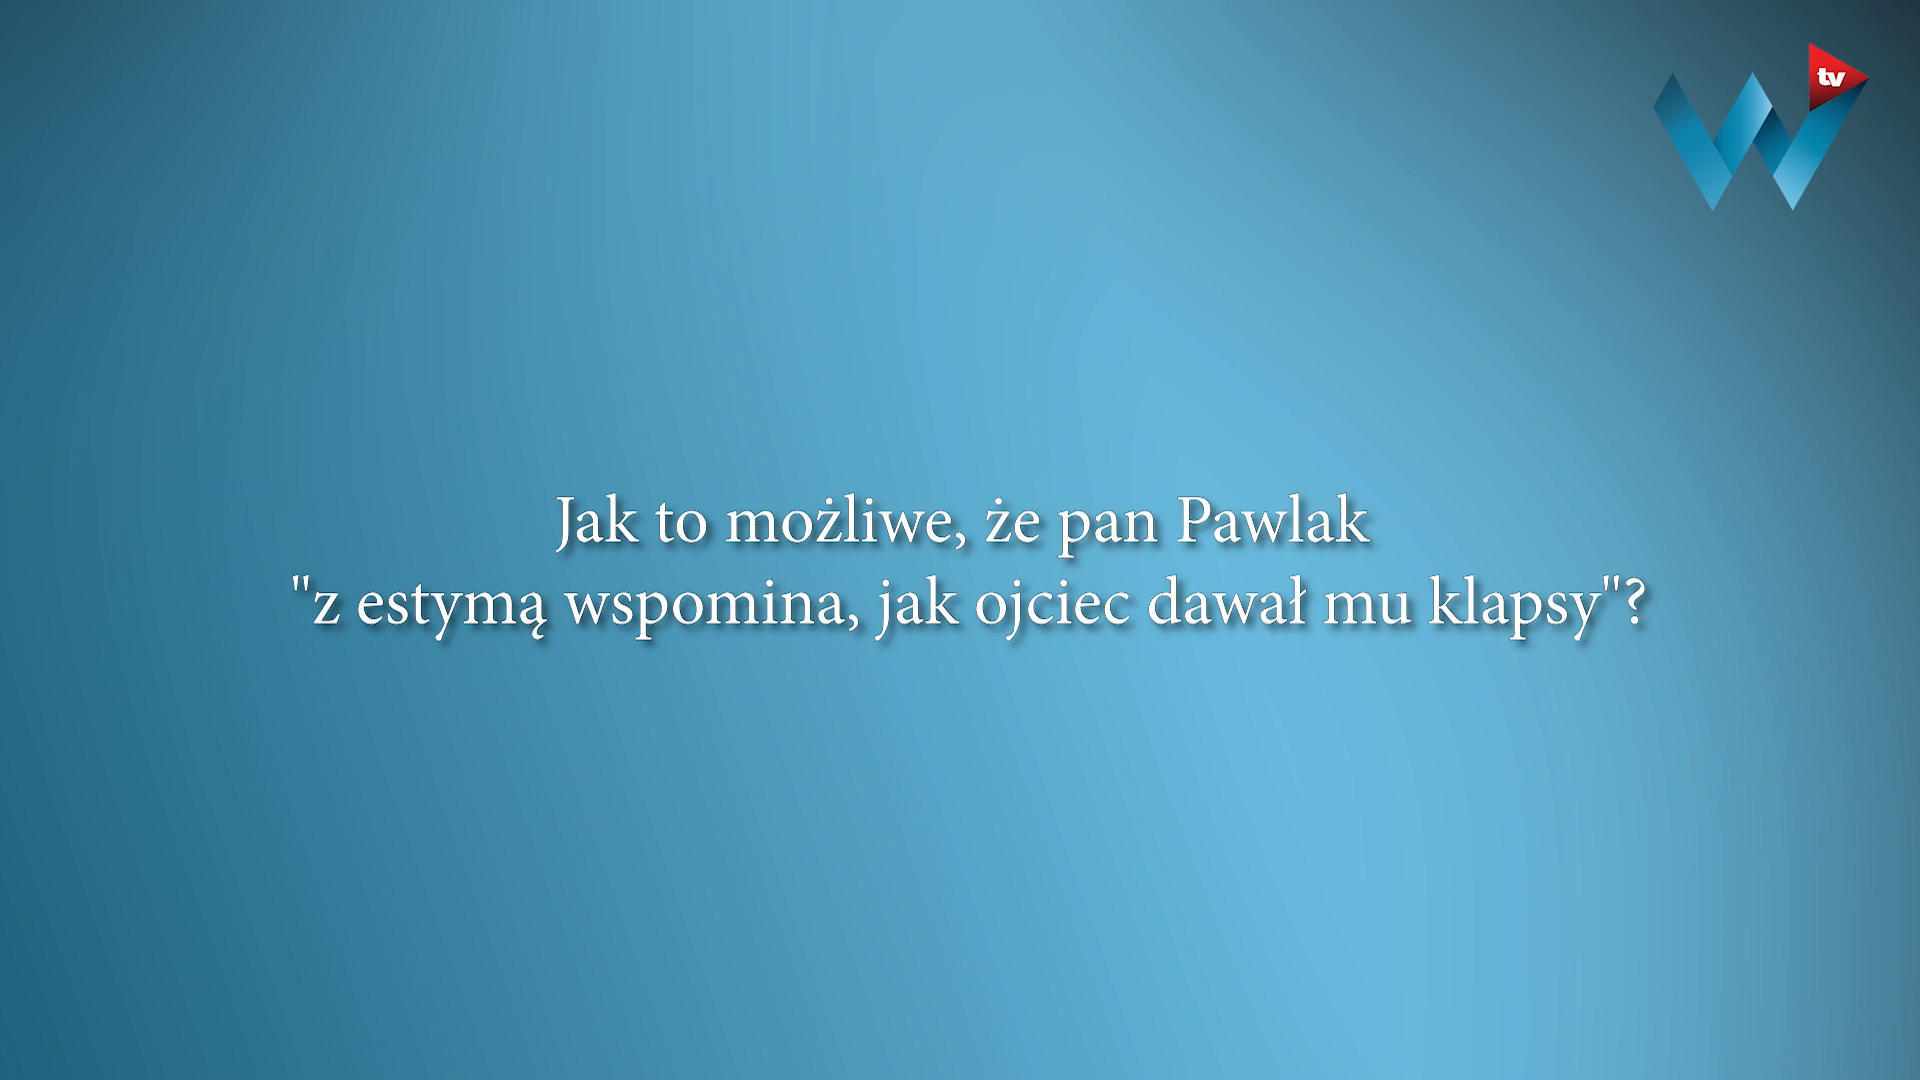 tv
Jak to możliwe, że pan Pawlak
"z estymą wspomina, jak ojciec dawał mu klapsy"?